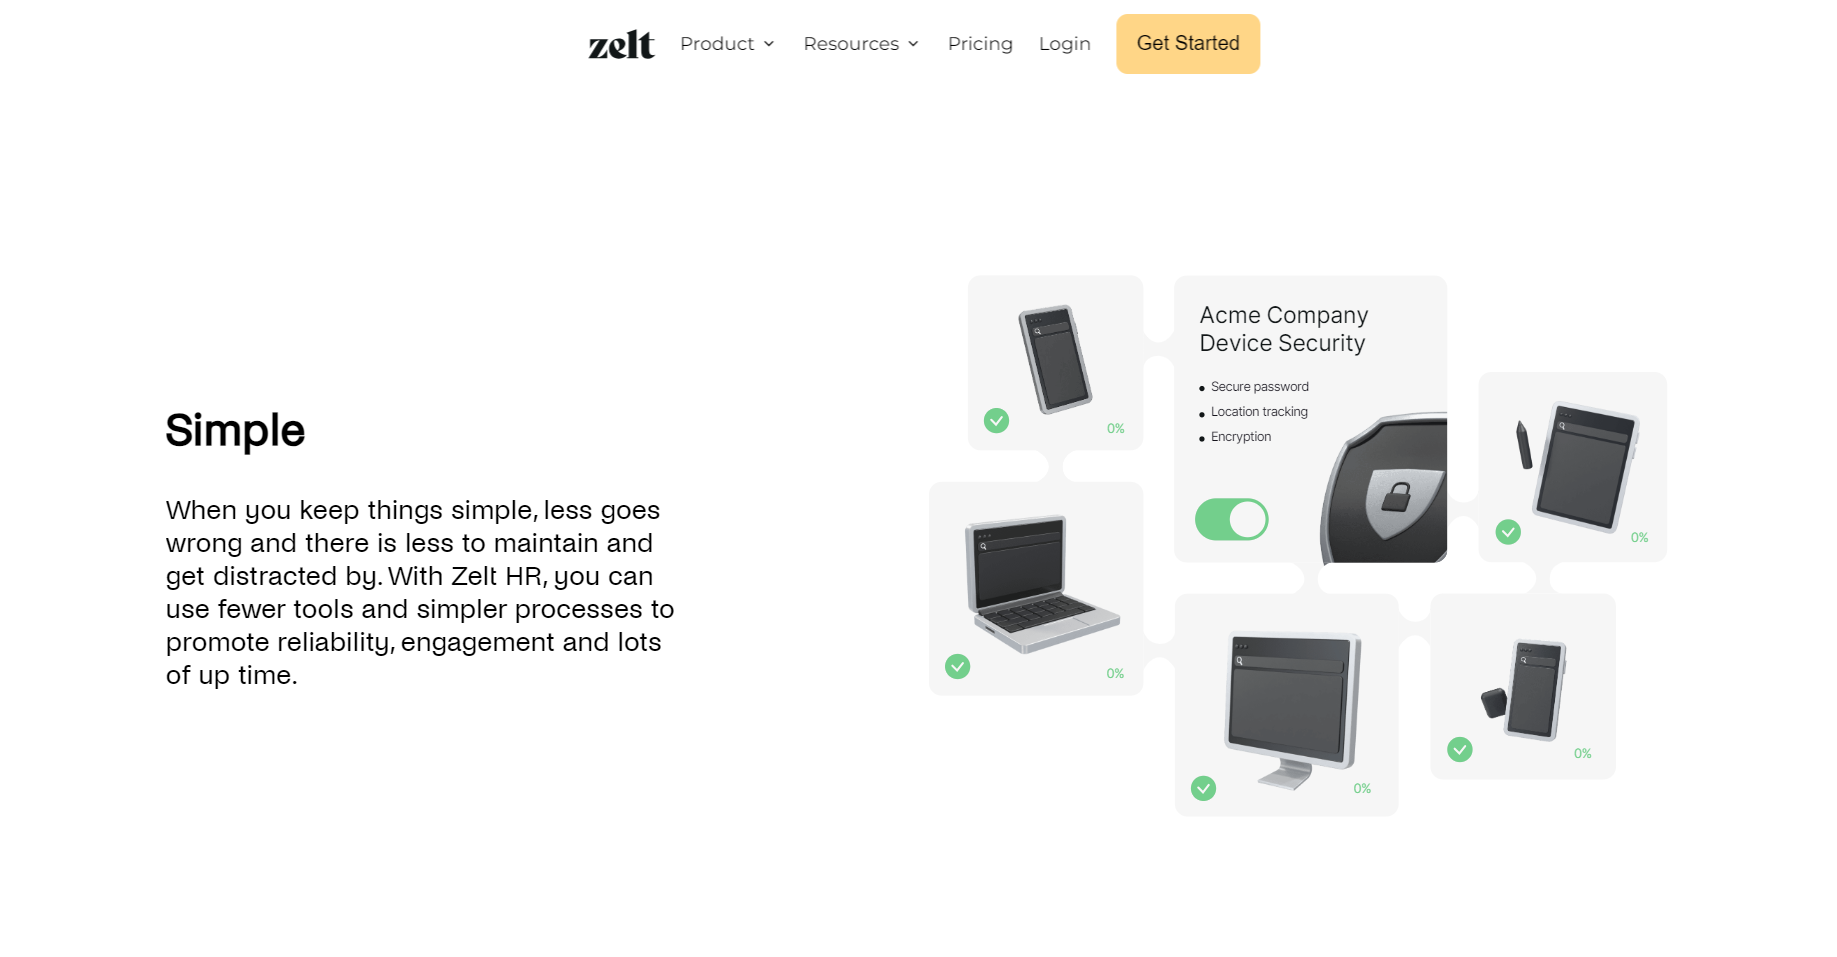 zelt Product Resources Pricing Login Get Started
Simple
When you keep things simple, less goes
wrong and there is less to maintain and
get distracted by. With Zelt HR, you can
use fewer tools and simpler processes to
promote reliability, engagement and lots
of up time.
Acme Company
Device Security
• Secure password
• Location tracking
• Encryption
0%
0%
0%
0%
0%